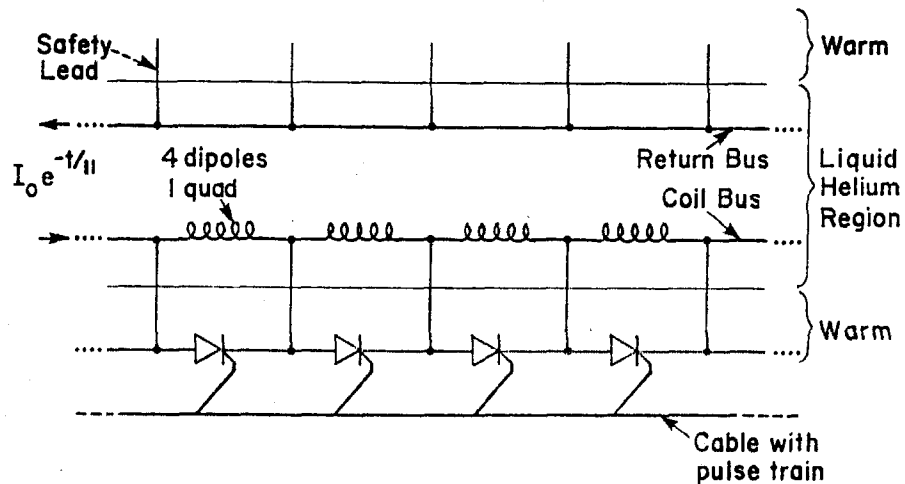 Safety
Lead
Warm
I₀e^-t/11
4 dipoles
1 quad
Return Bus
Coil Bus
Liquid
Helium
Region
Warm
Cable with
pulse train